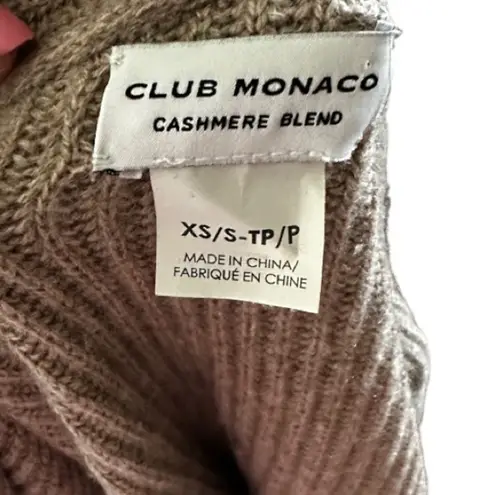 CLUB MONACO
CASHMERE BLEND
XS/S-TP/P
MADE IN CHINA/
FABRIQUÉ EN CHINE